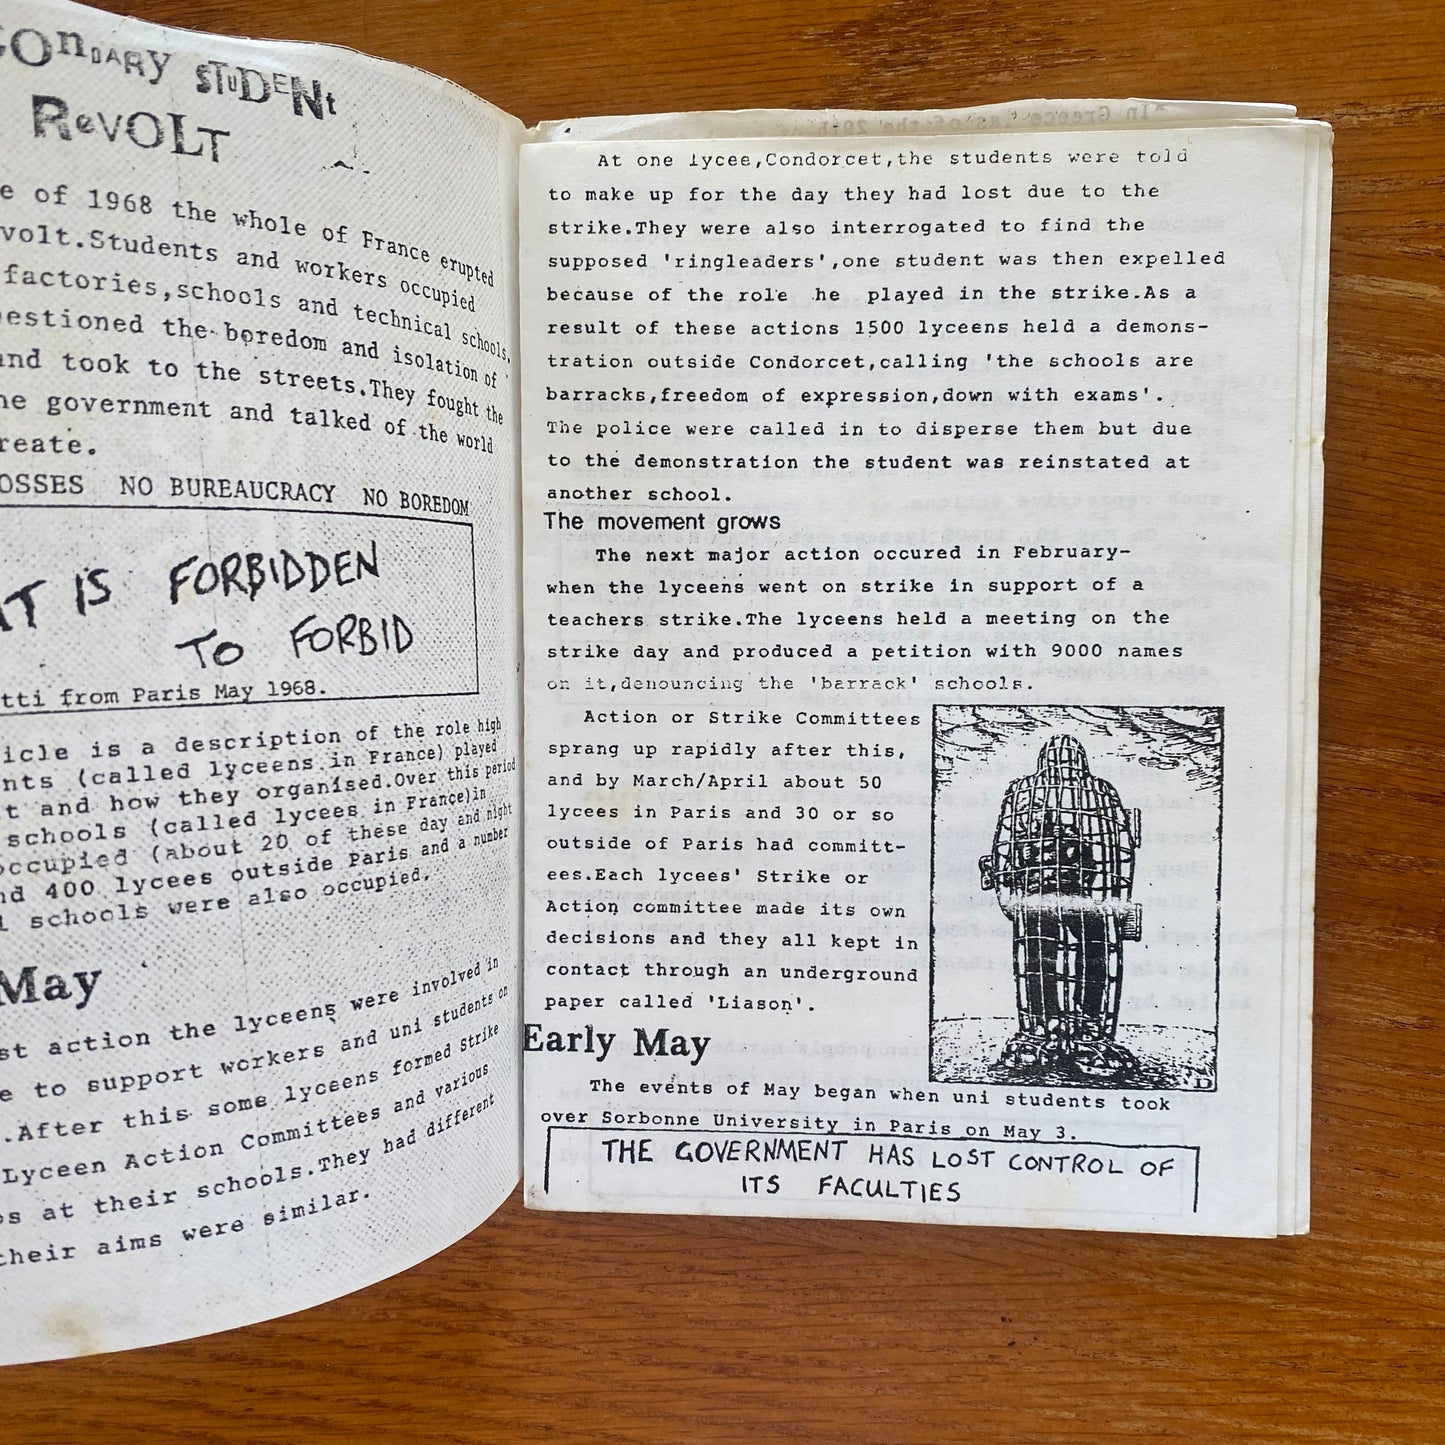 CONDARY STUDENT
REVOLT
e of 1968 the whole of France erupted
volt.Students and workers occupied
factories,schools and technical schools,
estioned the boredom and isolation of
nd took to the streets.They fought the
he government and talked of the world
reate.
OSSES NO BUREAUCRACY NO BOREDOM
IT IS FORBIDDEN
TO FORBID
tti from Paris May 1968.
icle is a description of the role high
nts (called lyceens in France) played
t and how they organised.Over this period
schools (called lycees in France)in
occupied (about 20 of these day and night
nd 400 lycees outside Paris and a number
l schools were also occupied.
May
st action the lyceens were involved in
e to support workers and uni students on
.After this some lyceens formed Strike
Lyceen Action Committees and various
s at their schools.They had different
their aims were similar.
At one lycee,Condorcet,the students were told
to make up for the day they had lost due to the
strike.They were also interrogated to find the
supposed 'ringleaders',one student was then expelled
because of the role he played in the strike.As a
result of these actions 1500 lyceens held a demons-
tration outside Condorcet,calling 'the schools are
barracks,freedom of expression,down with exams'.
The police were called in to disperse them but due
to the demonstration the student was reinstated at
another school.
The movement grows
The next major action occured in February-
when the lyceens went on strike in support of a
teachers strike.The lyceens held a meeting on the
strike day and produced a petition with 9000 names
on it,denouncing the 'barrack' schools.
Action or Strike Committees
sprang up rapidly after this,
and by March/April about 50
lycees in Paris and 30 or so
outside of Paris had committ-
ees.Each lycees' Strike or
Action committee made its own
decisions and they all kept in
contact through an underground
paper called 'Liason'.
Early May
The events of May began when uni students took
over Sorbonne University in Paris on May 3.
THE GOVERNMENT HAS LOST CONTROL OF
ITS FACULTIES